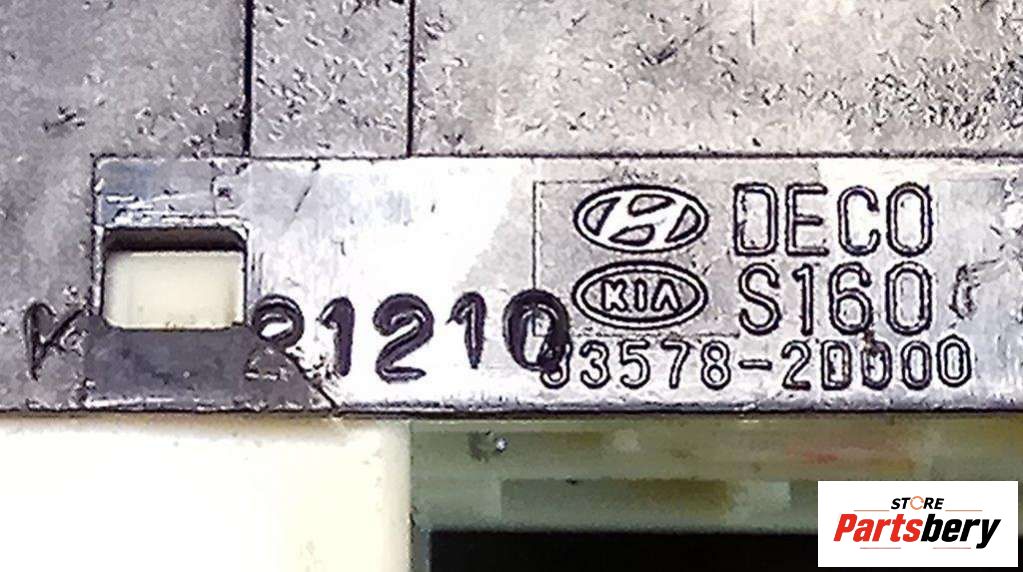 DECO
KIA S160
K 21210
93578-2D000
STORE
Partsbery